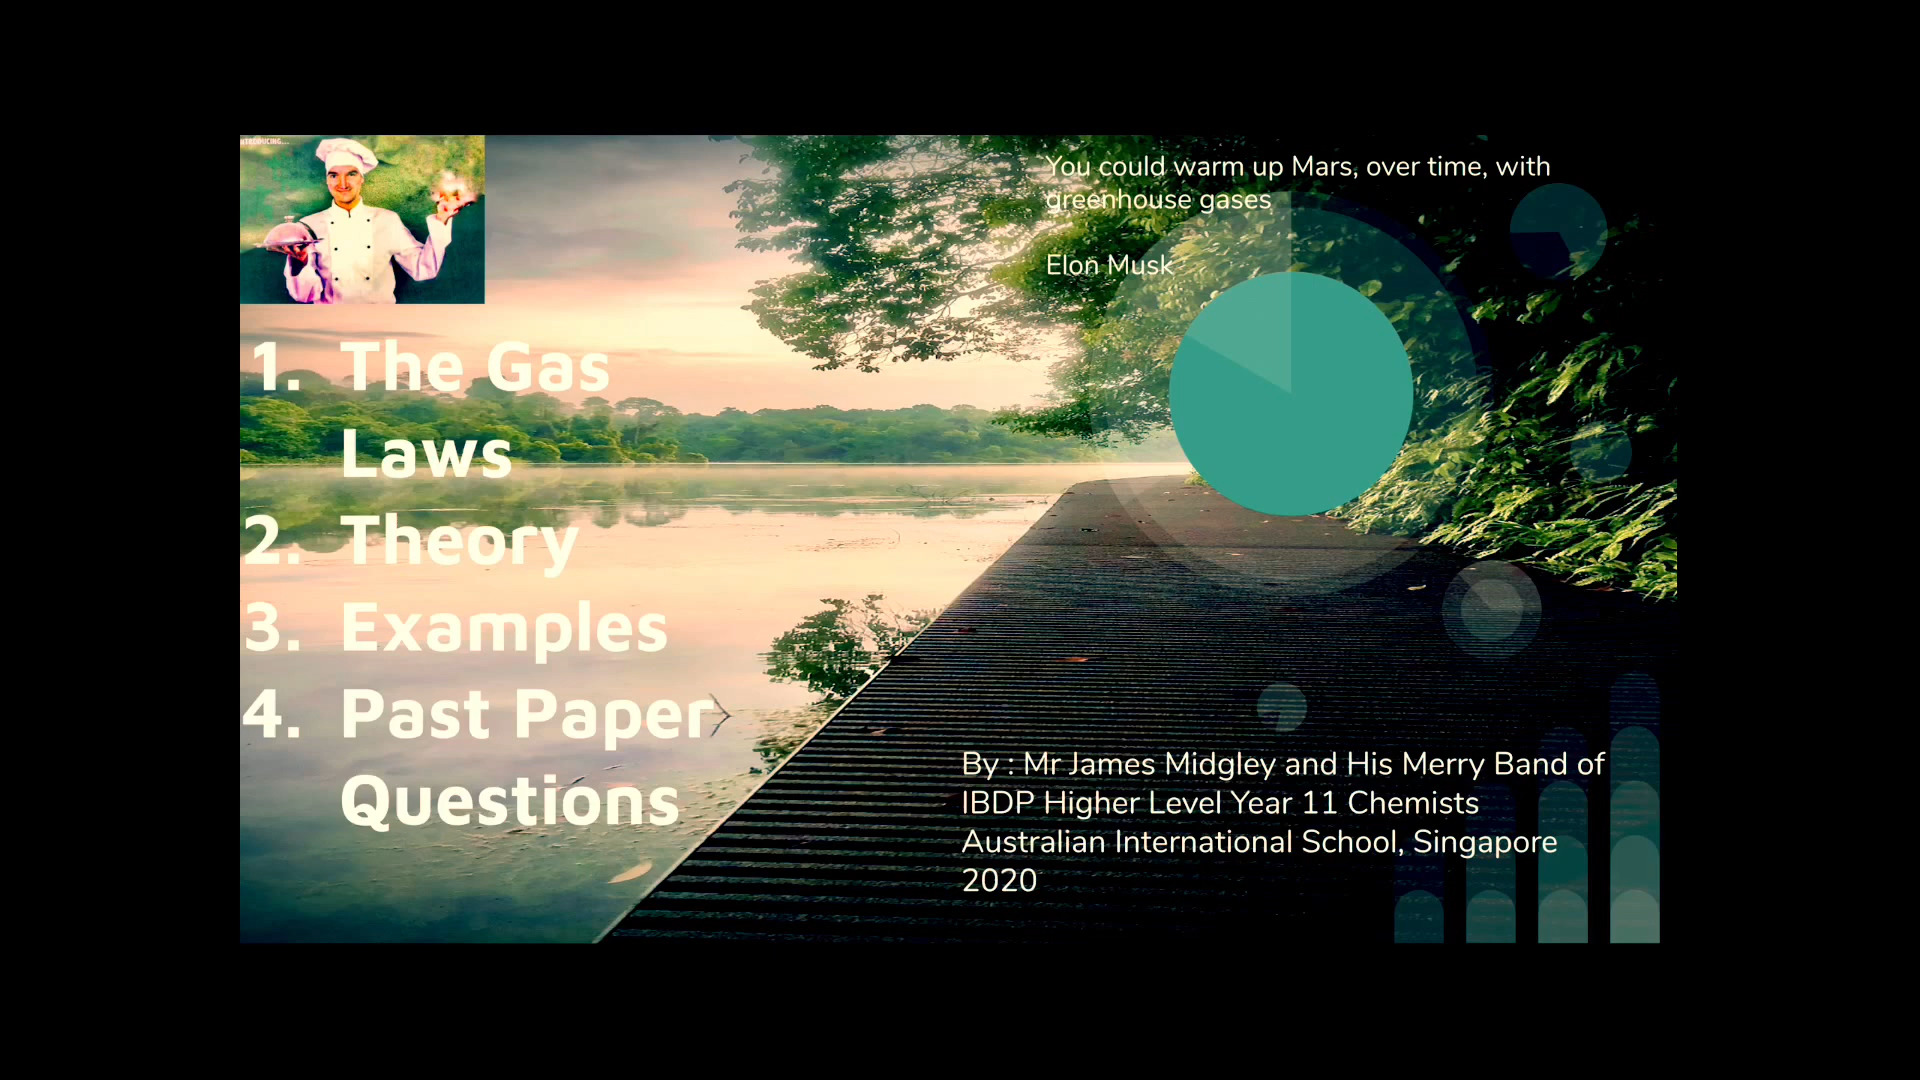 You could warm up Mars, over time, with
greenhouse gases
Elon Musk
1. The Gas
Laws
2. Theory
3. Examples
4. Past Paper
Questions
By : Mr James Midgley and His Merry Band of
IBDP Higher Level Year 11 Chemists
Australian International School, Singapore
2020